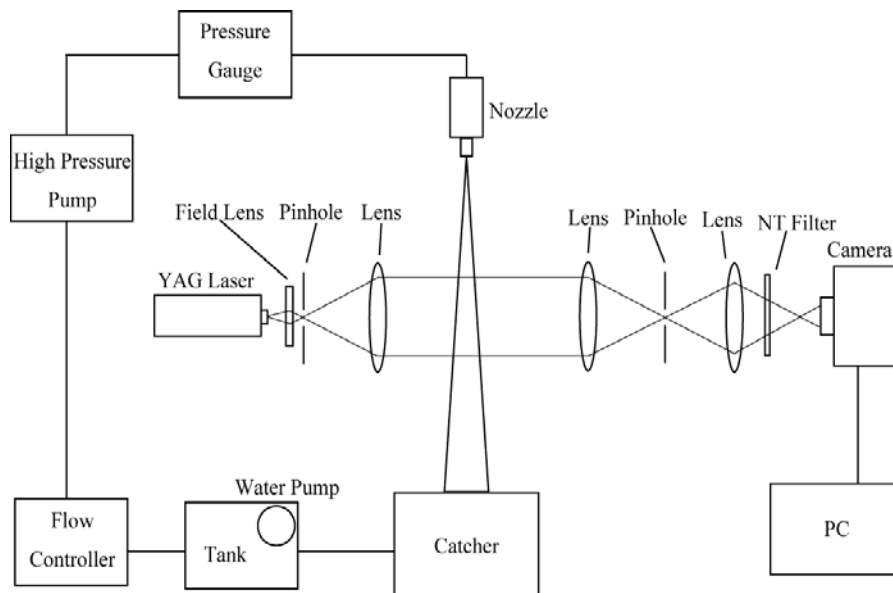 Pressure
Gauge
Nozzle
High Pressure
Pump
Field Lens
Pinhole
Lens
Lens
Pinhole
Lens
NT Filter
Camera
YAG Laser
Water Pump
Flow
Controller
Tank
Catcher
PC